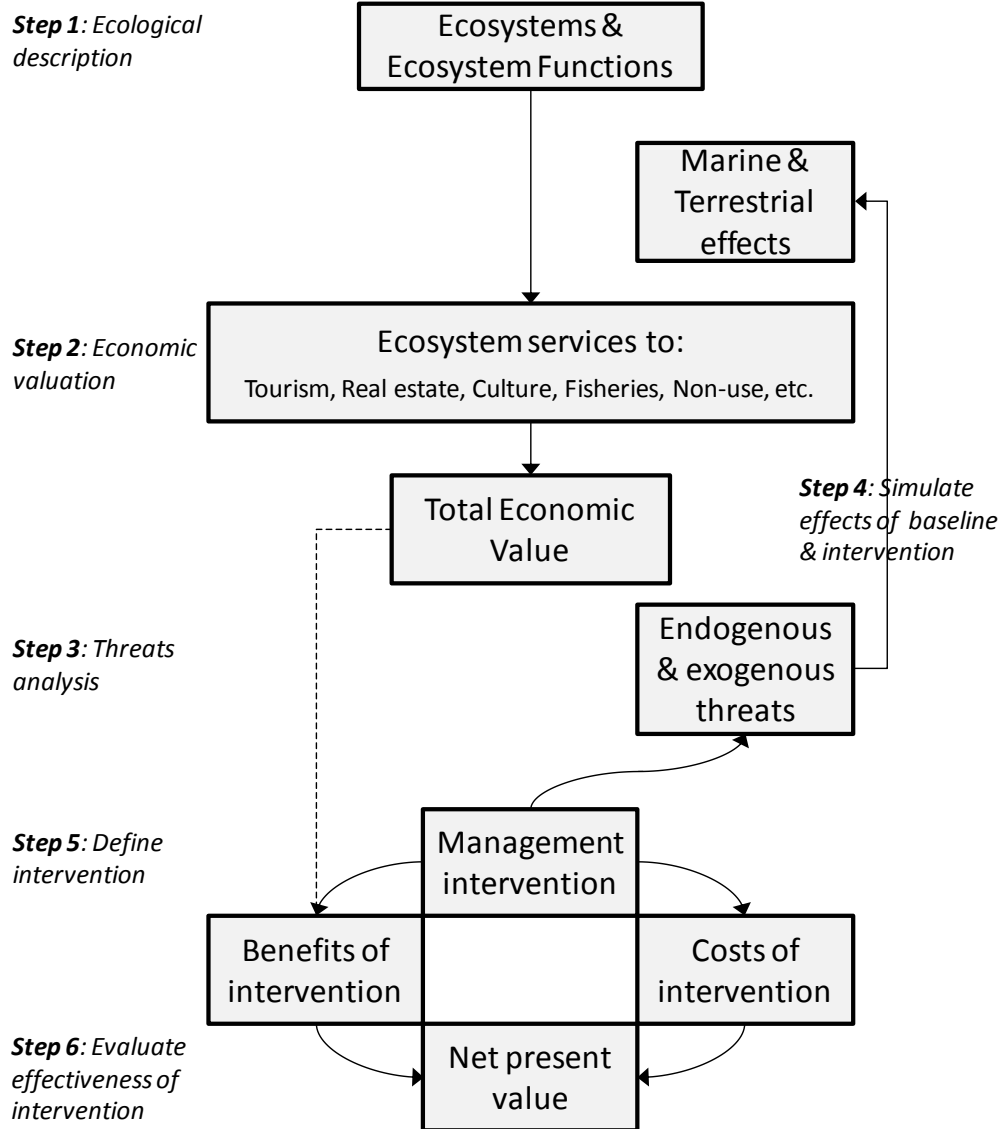 Step 1: Ecological
description
Ecosystems &
Ecosystem Functions
Marine &
Terrestrial
effects
Step 2: Economic
valuation
Ecosystem services to:
Tourism, Real estate, Culture, Fisheries, Non-use, etc.
Total Economic
Value
Step 4: Simulate
effects of baseline
& intervention
Step 3: Threats
analysis
Endogenous
& exogenous
threats
Step 5: Define
intervention
Management
intervention
Benefits of
intervention
Costs of
intervention
Step 6: Evaluate
effectiveness of
intervention
Net present
value